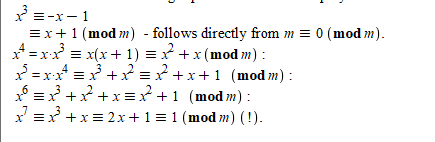 x³ ≡ -x - 1
≡ x + 1 (mod m) - follows directly from m ≡ 0 (mod m).
x⁴ = x·x³ ≡ x(x + 1) ≡ x² + x (mod m) :
x⁵ = x·x⁴ ≡ x³ + x² ≡ x² + x + 1 (mod m) :
x⁶ ≡ x³ + x² + x ≡ x² + 1 (mod m) :
x⁷ ≡ x³ + x ≡ 2x + 1 ≡ 1 (mod m) (!).